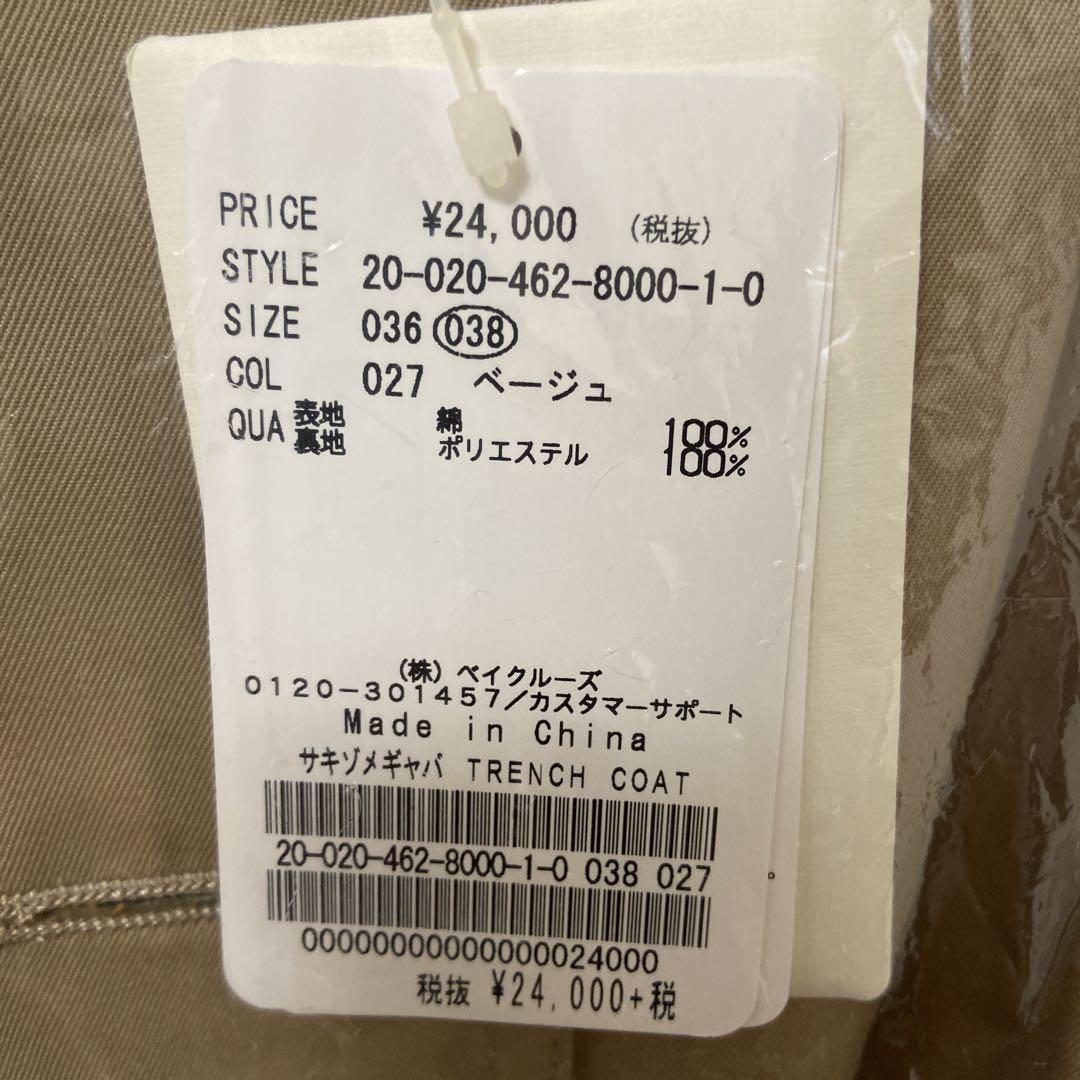 PRICE ¥24,000 (税抜)
STYLE 20-020-462-8000-1-0
SIZE 036 038
COL 027 ベージュ
QUA 表地 綿 100%
裏地 ポリエステル 100%
(株) ベイクルーズ
0120-301457/カスタマーサポート
Made in China
サキゾメギャバ TRENCH COAT
20-020-462-8000-1-0 038 027
0000000000000024000
税抜 ¥24,000+税